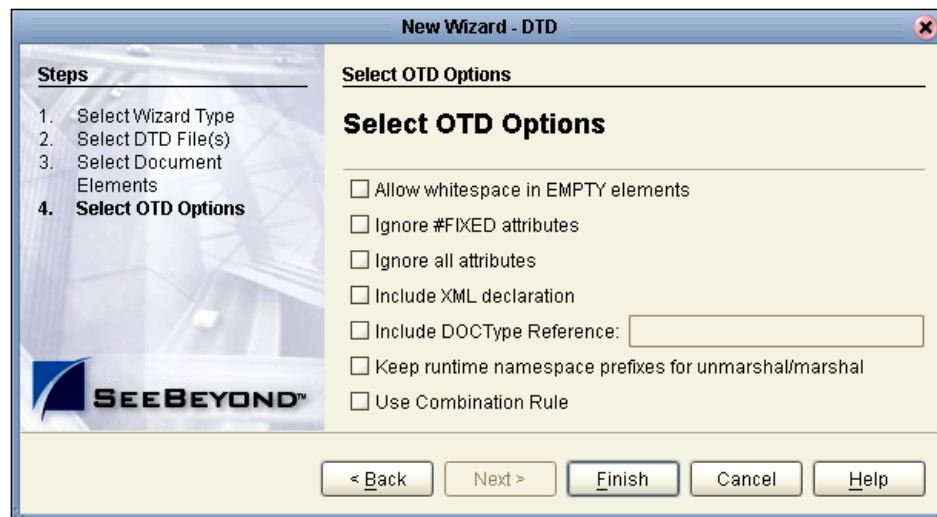 New Wizard - DTD
Steps
1. Select Wizard Type
2. Select DTD File(s)
3. Select Document
Elements
4. Select OTD Options
SEEBEYOND™
Select OTD Options
Select OTD Options
Allow whitespace in EMPTY elements
Ignore #FIXED attributes
Ignore all attributes
Include XML declaration
Include DOCType Reference:
Keep runtime namespace prefixes for unmarshal/marshal
Use Combination Rule
< Back
Next >
Finish
Cancel
Help